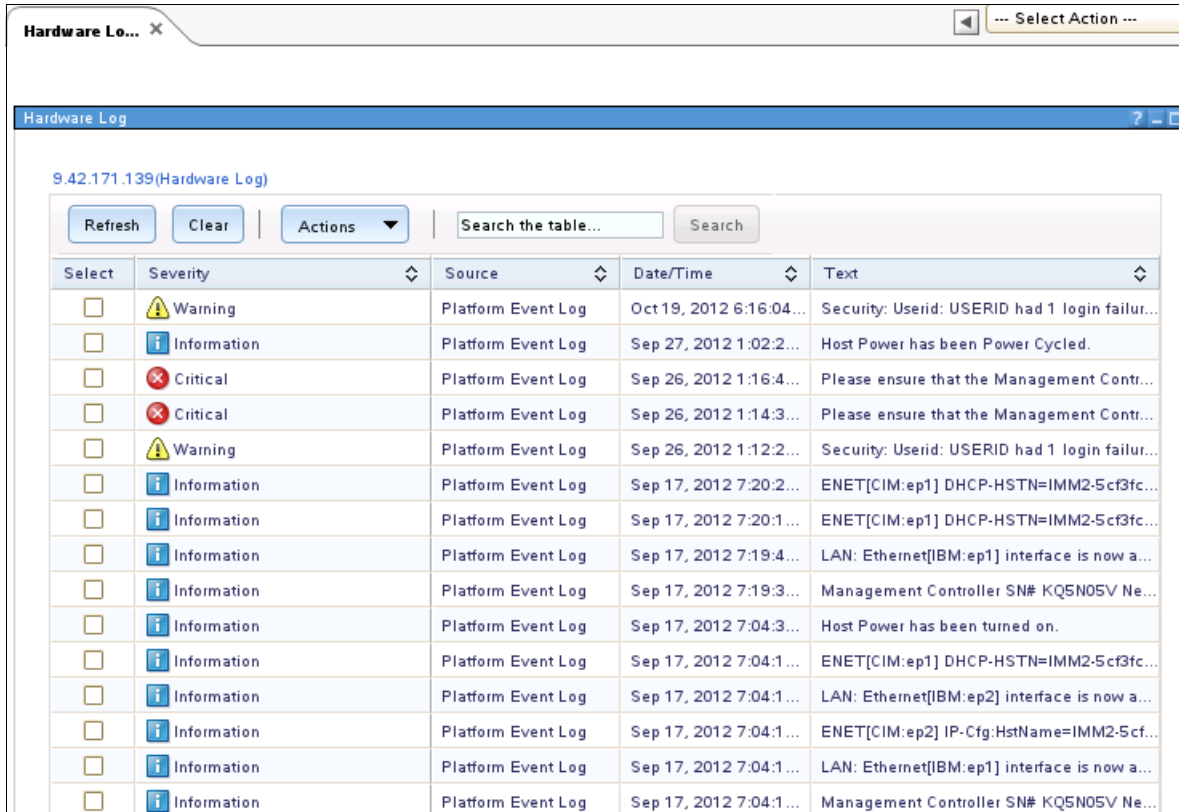 Hardware Lo... ✕ --- Select Action ---
Hardware Log ?
9.42.171.139(Hardware Log)
Refresh Clear Actions Search the table... Search
Select Severity Source Date/Time Text
Warning Platform Event Log Oct 19, 2012 6:16:04... Security: Userid: USERID had 1 login failur...
Information Platform Event Log Sep 27, 2012 1:02:2... Host Power has been Power Cycled.
Critical Platform Event Log Sep 26, 2012 1:16:4... Please ensure that the Management Contr...
Critical Platform Event Log Sep 26, 2012 1:14:3... Please ensure that the Management Contr...
Warning Platform Event Log Sep 26, 2012 1:12:2... Security: Userid: USERID had 1 login failur...
Information Platform Event Log Sep 17, 2012 7:20:2... ENET[CIM:ep1] DHCP-HSTN=IMM2-5cf3fc...
Information Platform Event Log Sep 17, 2012 7:20:1... ENET[CIM:ep1] DHCP-HSTN=IMM2-5cf3fc...
Information Platform Event Log Sep 17, 2012 7:19:4... LAN: Ethernet[IBM:ep1] interface is now a...
Information Platform Event Log Sep 17, 2012 7:19:3... Management Controller SN# KQ5N05V Ne...
Information Platform Event Log Sep 17, 2012 7:04:3... Host Power has been turned on.
Information Platform Event Log Sep 17, 2012 7:04:1... ENET[CIM:ep1] DHCP-HSTN=IMM2-5cf3fc...
Information Platform Event Log Sep 17, 2012 7:04:1... LAN: Ethernet[IBM:ep2] interface is now a...
Information Platform Event Log Sep 17, 2012 7:04:1... ENET[CIM:ep2] IP-Cfg:HstName=IMM2-5cf...
Information Platform Event Log Sep 17, 2012 7:04:1... LAN: Ethernet[IBM:ep1] interface is now a...
Information Platform Event Log Sep 17, 2012 7:04:1... Management Controller SN# KQ5N05V Ne...